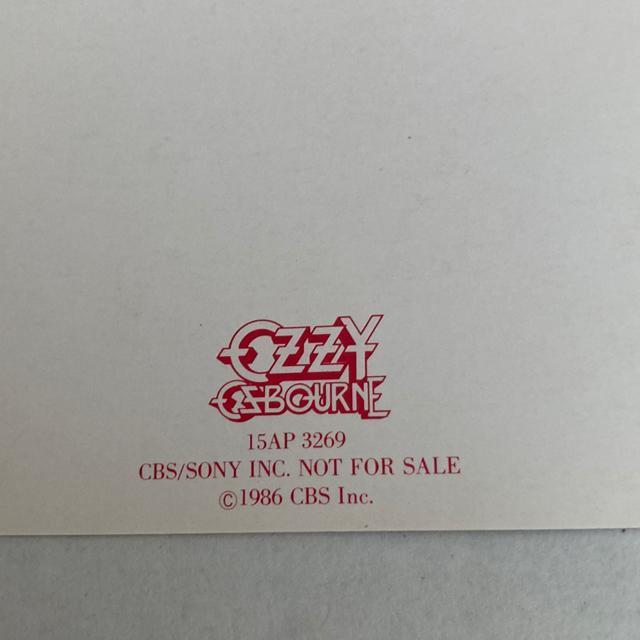 OZZY
OSBOURNE
15AP 3269
CBS/SONY INC. NOT FOR SALE
©1986 CBS Inc.